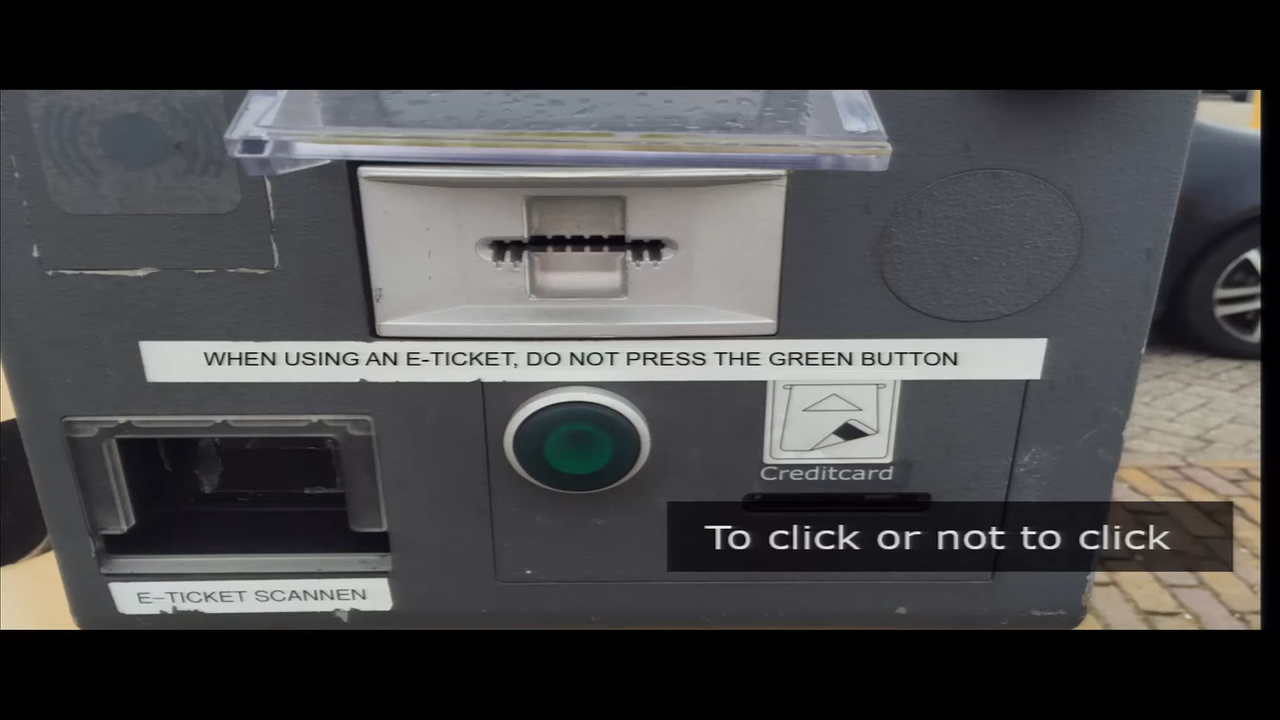 WHEN USING AN E-TICKET, DO NOT PRESS THE GREEN BUTTON
Creditcard
To click or not to click
E-TICKET SCANNEN